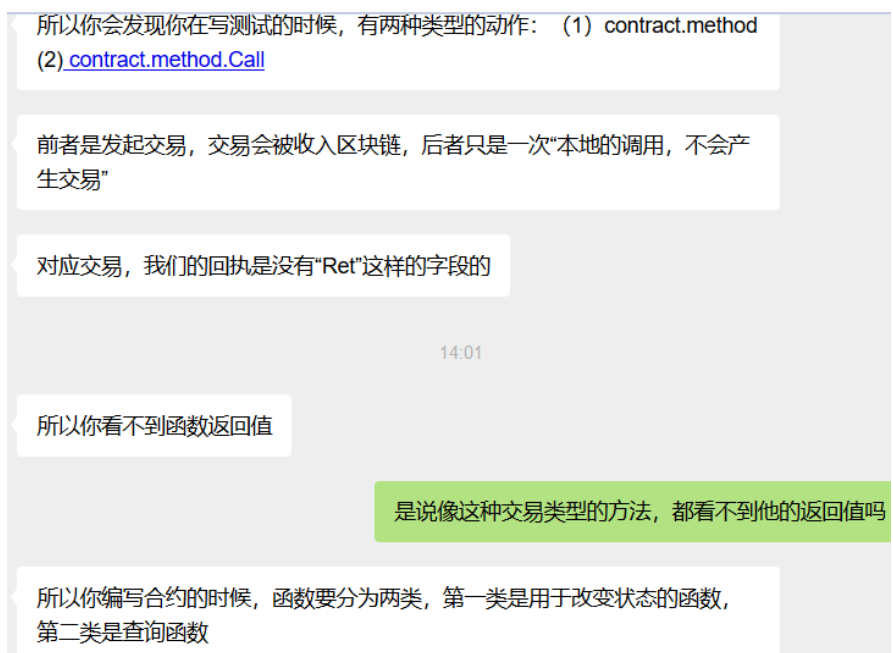 所以你会发现你在写测试的时候，有两种类型的动作：（1）contract.method
(2) contract.method.Call
前者是发起交易，交易会被收入区块链，后者只是一次“本地的调用，不会产
生交易”
对应交易，我们的回执是没有“Ret”这样的字段的
14:01
所以你看不到函数返回值
是说像这种交易类型的方法，都看不到他的返回值吗
所以你编写合约的时候，函数要分为两类，第一类是用于改变状态的函数，
第二类是查询函数